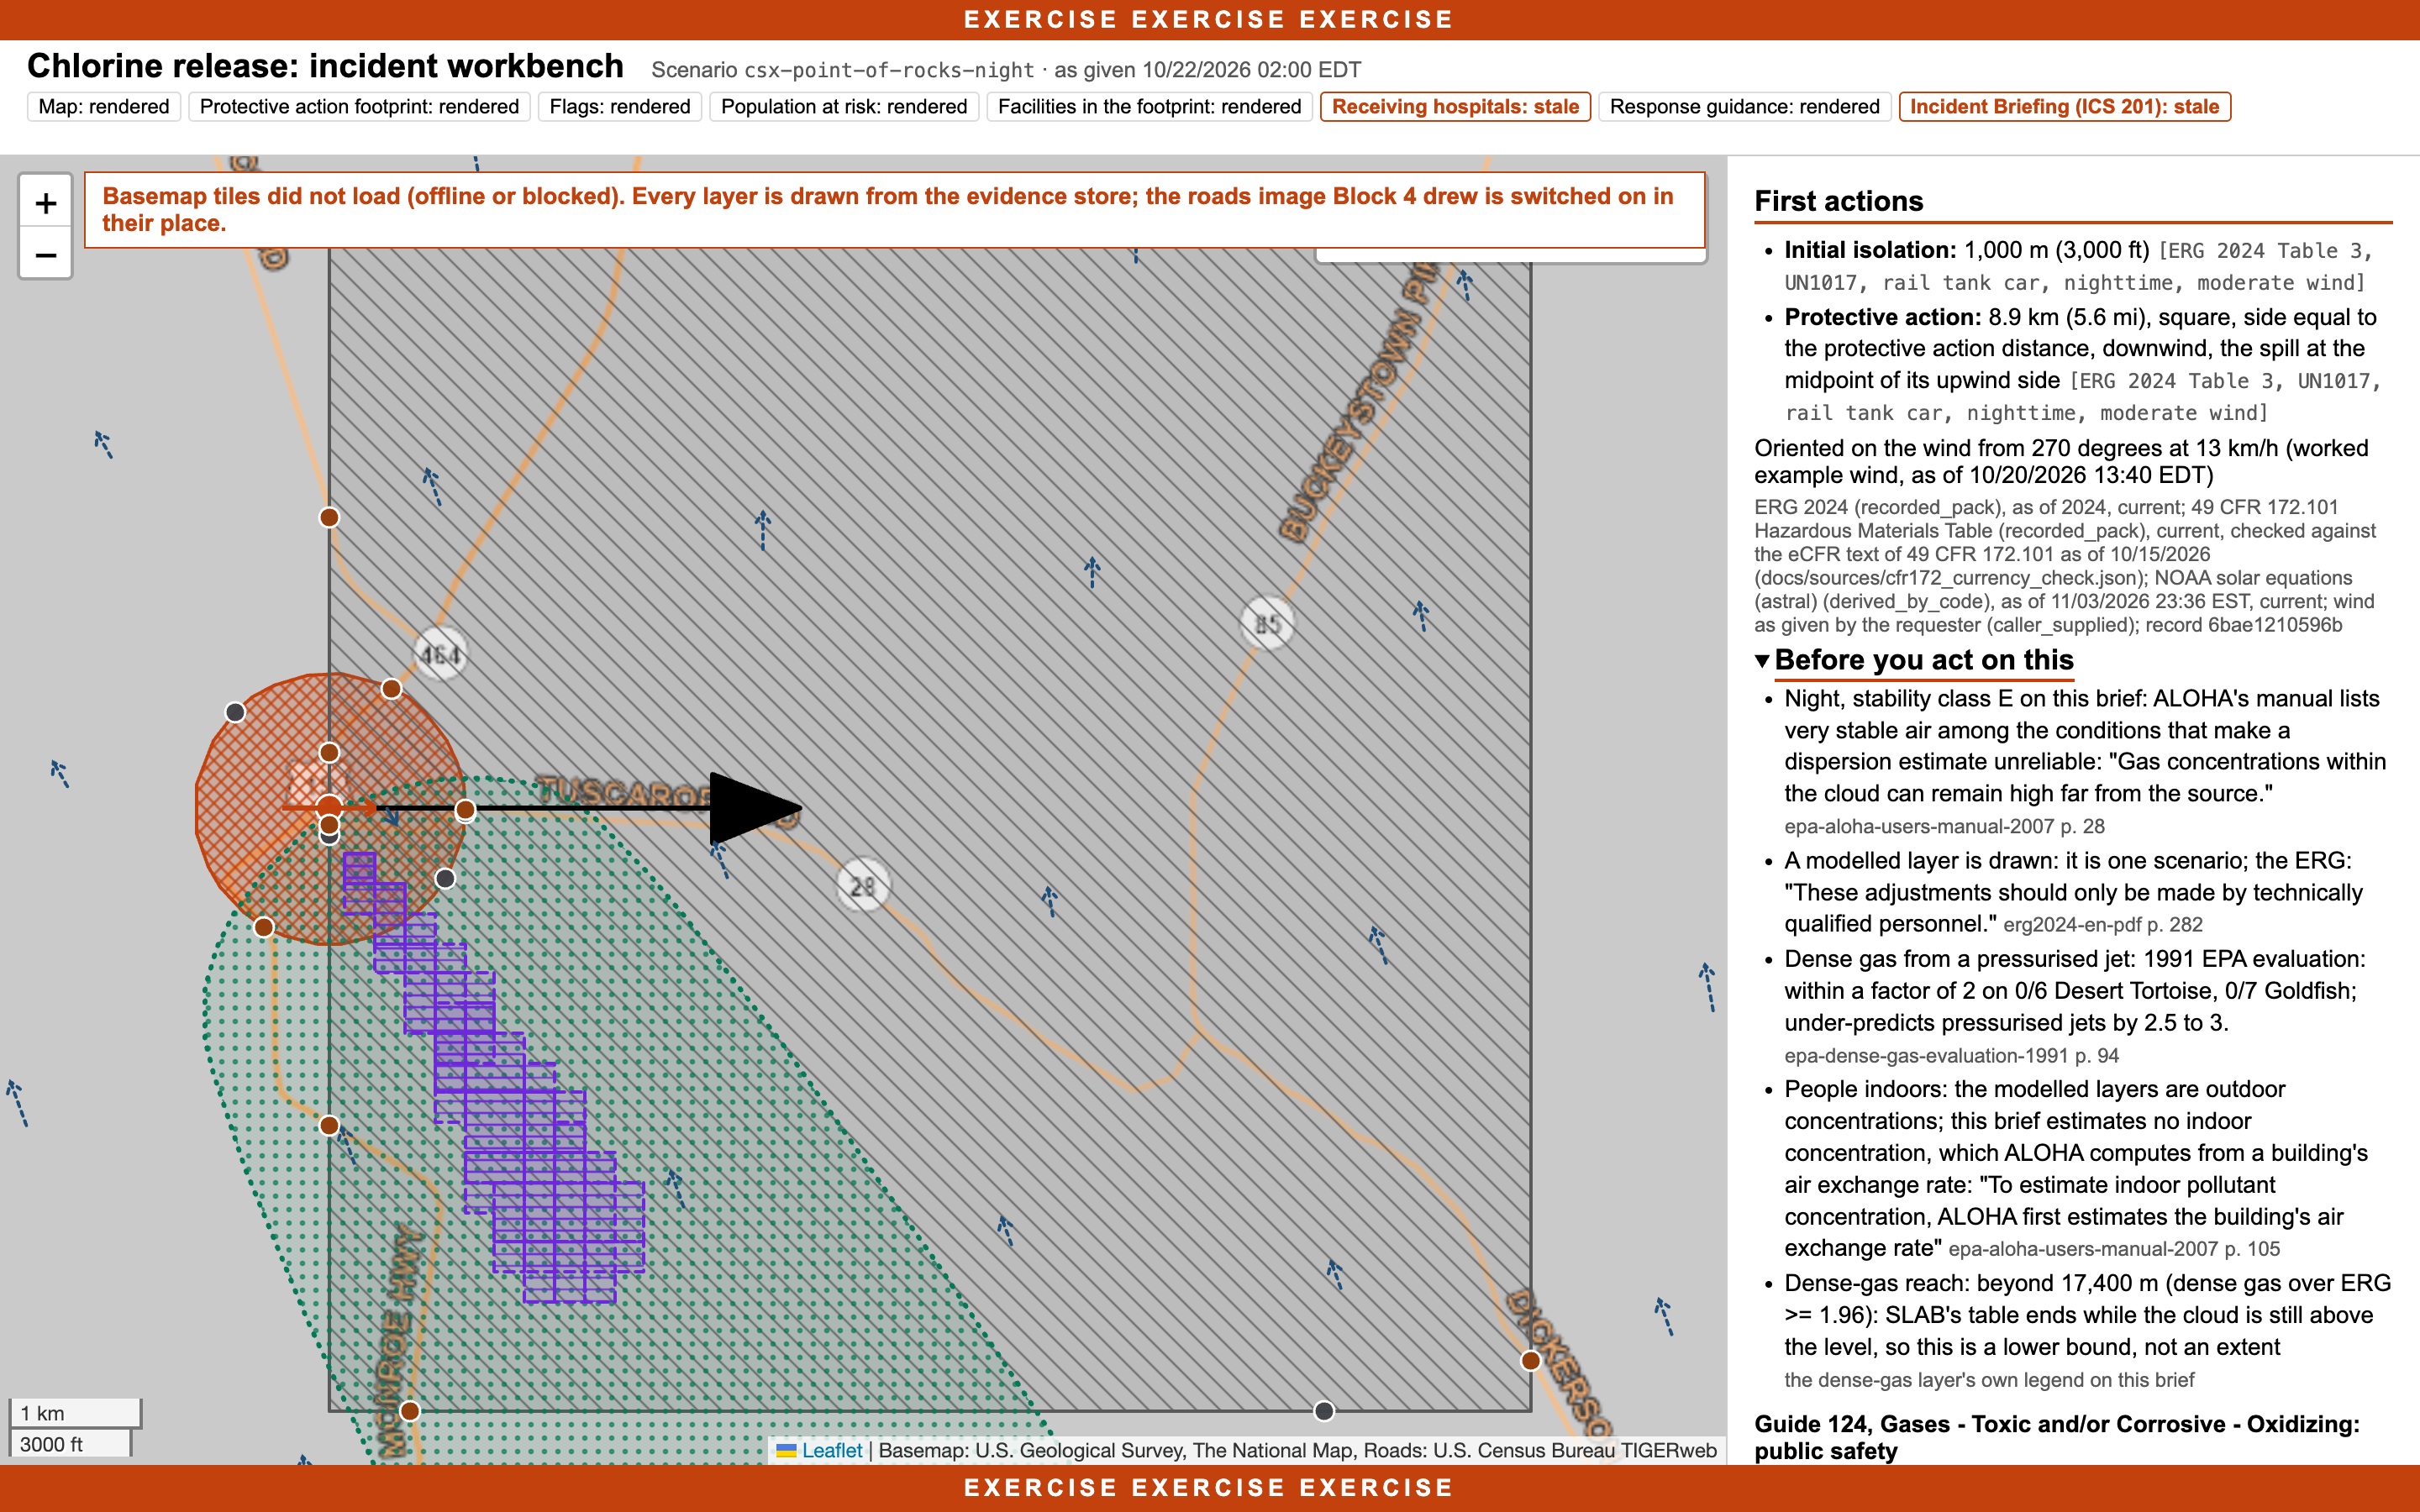 EXERCISE EXERCISE EXERCISE
Chlorine release: incident workbench
Scenario csx-point-of-rocks-night · as given 10/22/2026 02:00 EDT
Map: rendered
Protective action footprint: rendered
Flags: rendered
Population at risk: rendered
Facilities in the footprint: rendered
Receiving hospitals: stale
Response guidance: rendered
Incident Briefing (ICS 201): stale
+
−
Basemap tiles did not load (offline or blocked). Every layer is drawn from the evidence store; the roads image Block 4 drew is switched on in
their place.
BUCKEYSTOWN
464
85
28
MONROE HWY
1 km
3000 ft
Leaflet | Basemap: U.S. Geological Survey, The National Map, Roads: U.S. Census Bureau TIGERweb
First actions
• Initial isolation: 1,000 m (3,000 ft) [ERG 2024 Table 3,
UN1017, rail tank car, nighttime, moderate wind]
• Protective action: 8.9 km (5.6 mi), square, side equal to
the protective action distance, downwind, the spill at the
midpoint of its upwind side [ERG 2024 Table 3, UN1017,
rail tank car, nighttime, moderate wind]
Oriented on the wind from 270 degrees at 13 km/h (worked
example wind, as of 10/20/2026 13:40 EDT)
ERG 2024 (recorded_pack), as of 2024, current; 49 CFR 172.101
Hazardous Materials Table (recorded_pack), current, checked against
the eCFR text of 49 CFR 172.101 as of 10/15/2026
(docs/sources/cfr172_currency_check.json); NOAA solar equations
(astral) (derived_by_code), as of 11/03/2026 23:36 EST, current; wind
as given by the requester (caller_supplied); record 6bae1210596b
▼ Before you act on this
• Night, stability class E on this brief: ALOHA's manual lists
very stable air among the conditions that make a
dispersion estimate unreliable: "Gas concentrations within
the cloud can remain high far from the source."
epa-aloha-users-manual-2007 p. 28
• A modelled layer is drawn: it is one scenario; the ERG:
"These adjustments should only be made by technically
qualified personnel." erg2024-en-pdf p. 282
• Dense gas from a pressurised jet: 1991 EPA evaluation:
within a factor of 2 on 0/6 Desert Tortoise, 0/7 Goldfish;
under-predicts pressurised jets by 2.5 to 3.
epa-dense-gas-evaluation-1991 p. 94
• People indoors: the modelled layers are outdoor
concentrations; this brief estimates no indoor
concentration, which ALOHA computes from a building's
air exchange rate: "To estimate indoor pollutant
concentration, ALOHA first estimates the building's air
exchange rate" epa-aloha-users-manual-2007 p. 105
• Dense-gas reach: beyond 17,400 m (dense gas over ERG
>= 1.96): SLAB's table ends while the cloud is still above
the level, so this is a lower bound, not an extent
the dense-gas layer's own legend on this brief
Guide 124, Gases - Toxic and/or Corrosive - Oxidizing:
public safety
EXERCISE EXERCISE EXERCISE